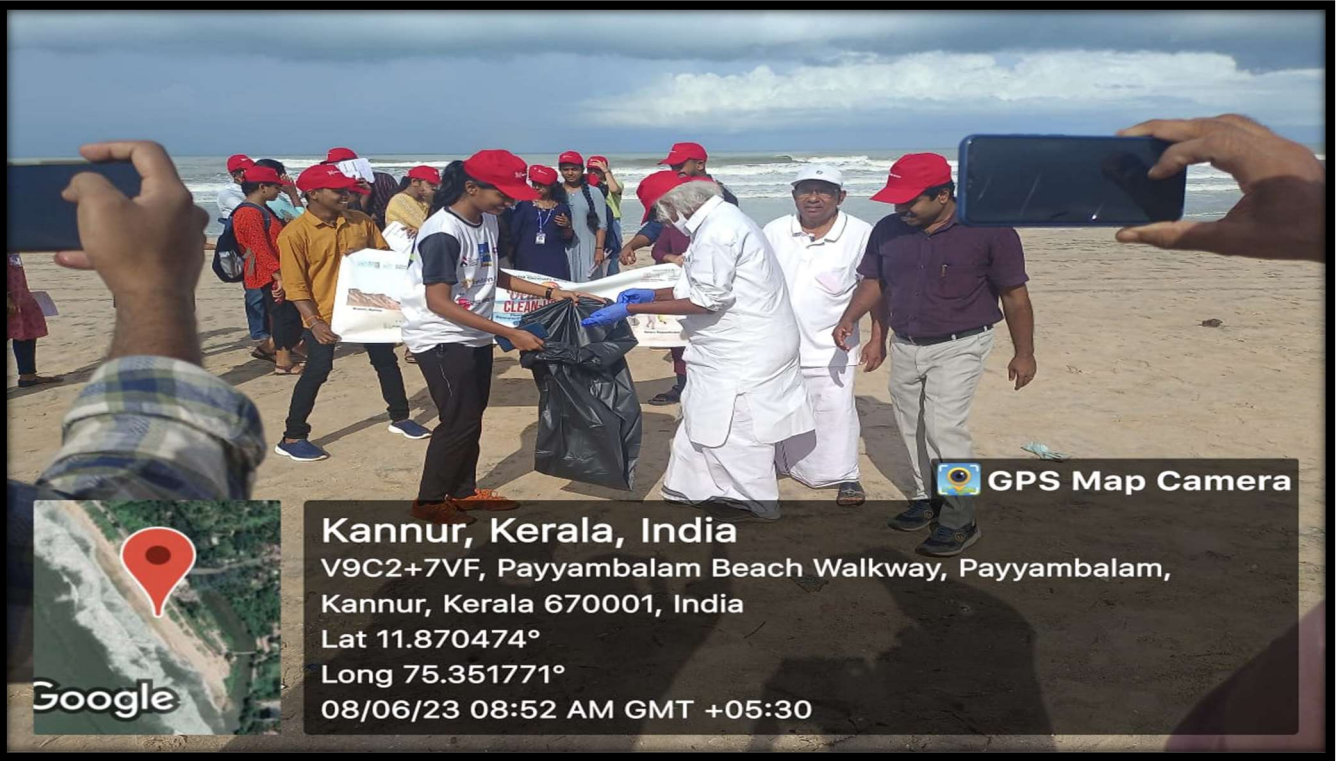 CLEAN
GPS Map Camera
Kannur, Kerala, India
V9C2+7VF, Payyambalam Beach Walkway, Payyambalam,
Kannur, Kerala 670001, India
Lat 11.870474°
Long 75.351771°
08/06/23 08:52 AM GMT +05:30
Google